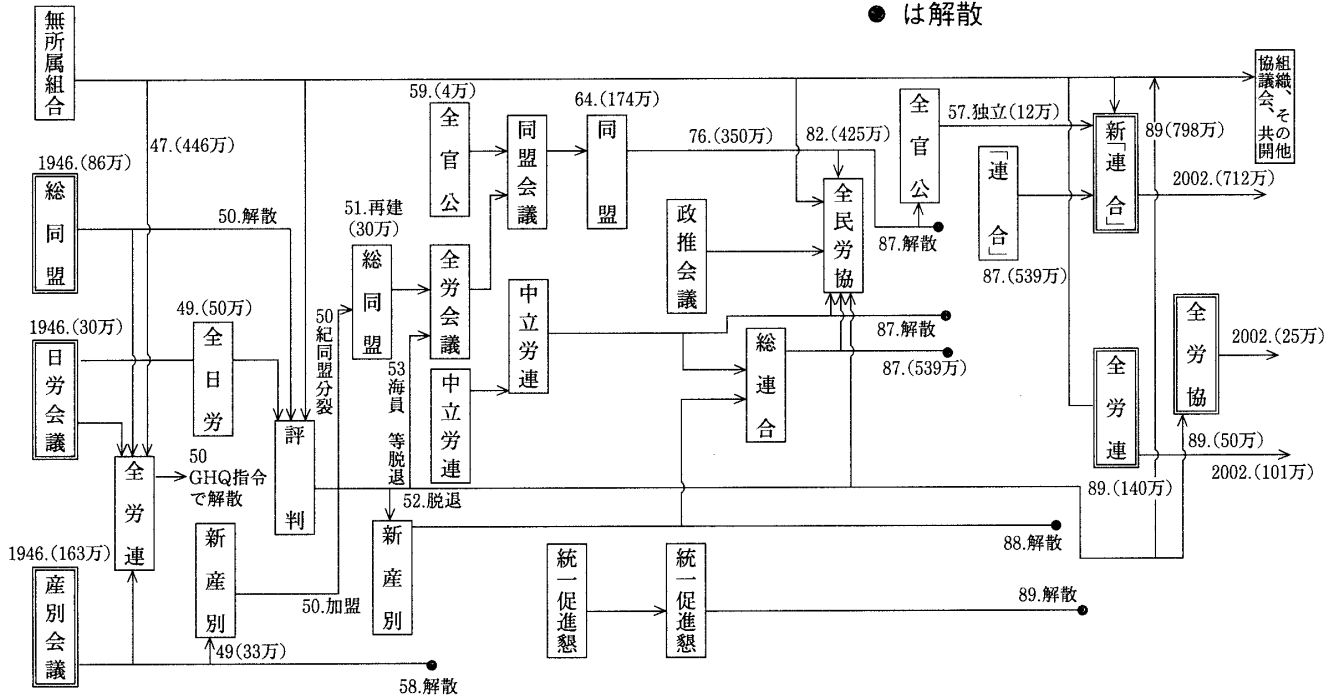 ● は解散
無所属組合
組織、その他
協議会、共闘
47.(446万)
1946.(86万)
総同盟
50.解散
1946.(30万)
日労会議
49.(50万)
全日労
全労連
50
GHQ指令
で解散
1946.(163万)
産別会議
新産別
49(33万)
58.解散
評判
50紀同盟分裂
50.加盟
51.再建
(30万)
総同盟
53海員 等脱退
52.脱退
新産別
59.(4万)
全官公
全労会議
中立労連
同盟会議
中立労連
64.(174万)
同盟
76.(350万)
政推会議
総連合
82.(425万)
全民労協
87.解散
87.解散
87.(539万)
88.解散
統一促進懇
統一促進懇
89.解散
全官公
57.独立(12万)
「連合」
87.(539万)
新「連合」
89(798万)
2002.(712万)
全労連
89.(140万)
全労協
2002.(25万)
89.(50万)
2002.(101万)